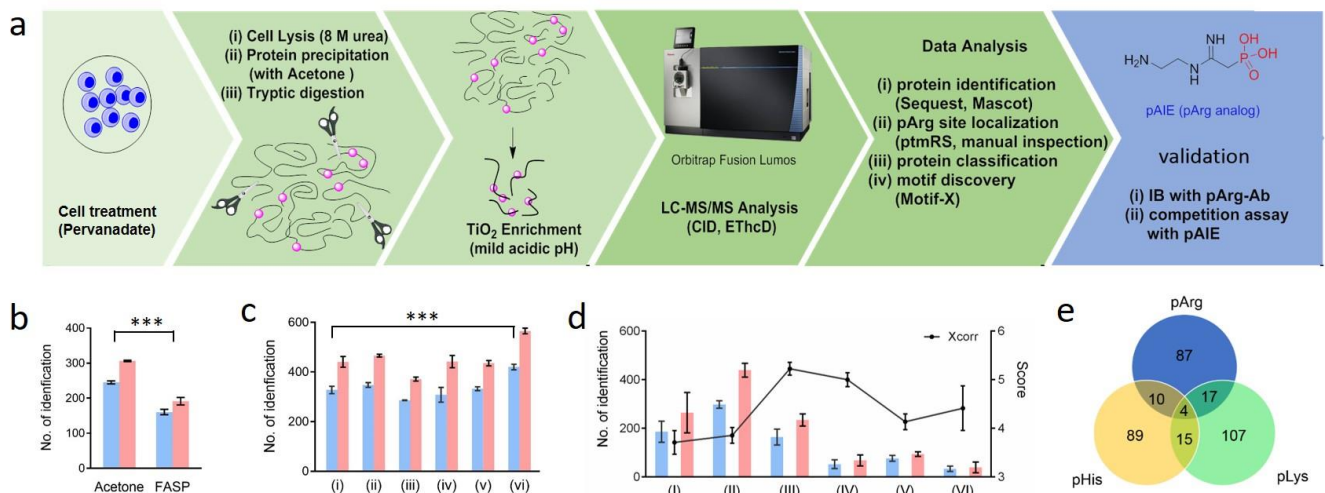 a
(i) Cell Lysis (8 M urea)
(ii) Protein precipitation
(with Acetone )
(iii) Tryptic digestion
Cell treatment
(Pervanadate)
TiO2 Enrichment
(mild acidic pH)
Orbitrap Fusion Lumos
LC-MS/MS Analysis
(CID, EThcD)
Data Analysis
(i) protein identification
(Sequest, Mascot)
(ii) pArg site localization
(ptmRS, manual inspection)
(iii) protein classification
(iv) motif discovery
(Motif-X)
H2N
N
H
NH
P
OH
OH
O
pAIE (pArg analog)
validation
(i) IB with pArg-Ab
(ii) competition assay
with pAIE
b
No. of idenfication
400
300
200
100
0
***
Acetone
FASP
c
No. of idenfication
600
400
200
0
***
(i)
(ii)
(iii)
(iv)
(v)
(vi)
d
No. of identification
600
400
200
0
Xcorr
6
5
4
3
Score
(I)
(II)
(III)
(IV)
(V)
(VI)
e
pArg
87
10
4
17
89
15
107
pHis
pLys